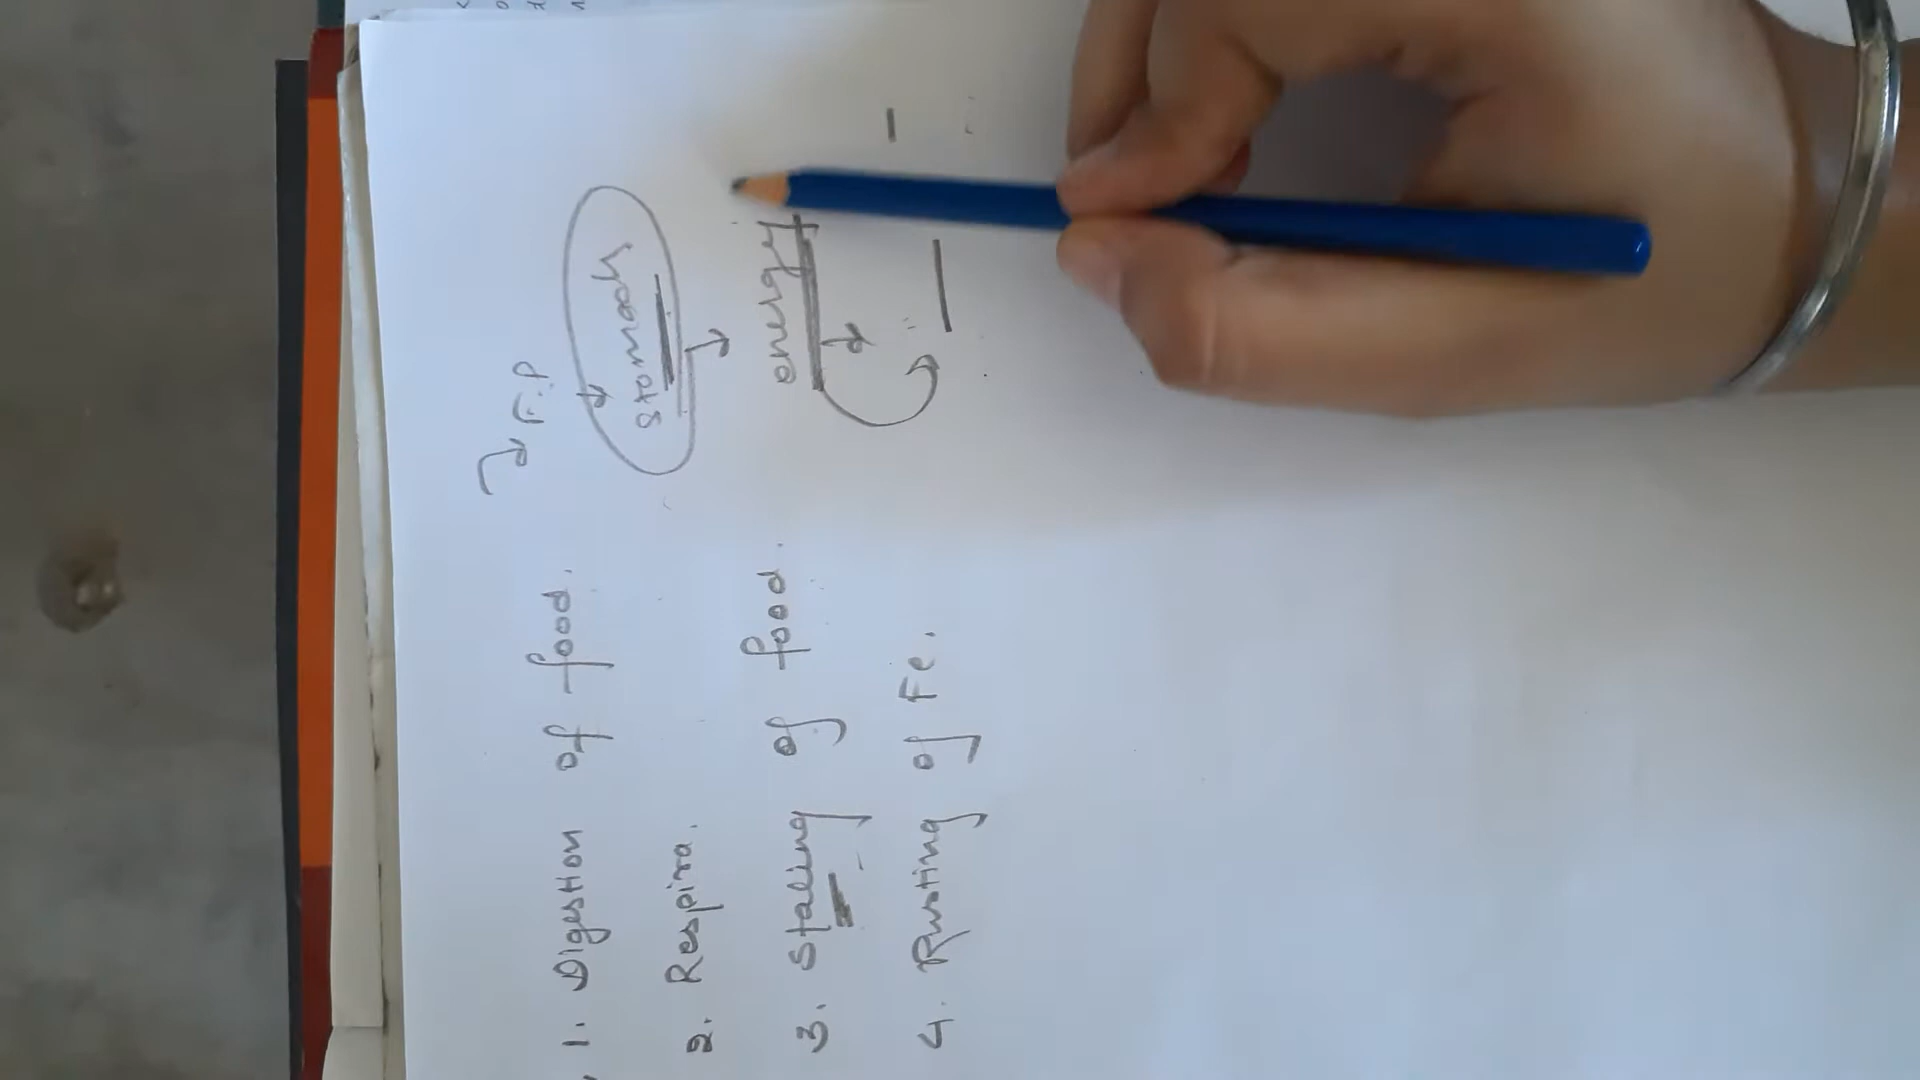 1. Digestion of food.
2. Respira.
3. Staling of food.
4. Rusting of Fe.
F.P
stomach
energy